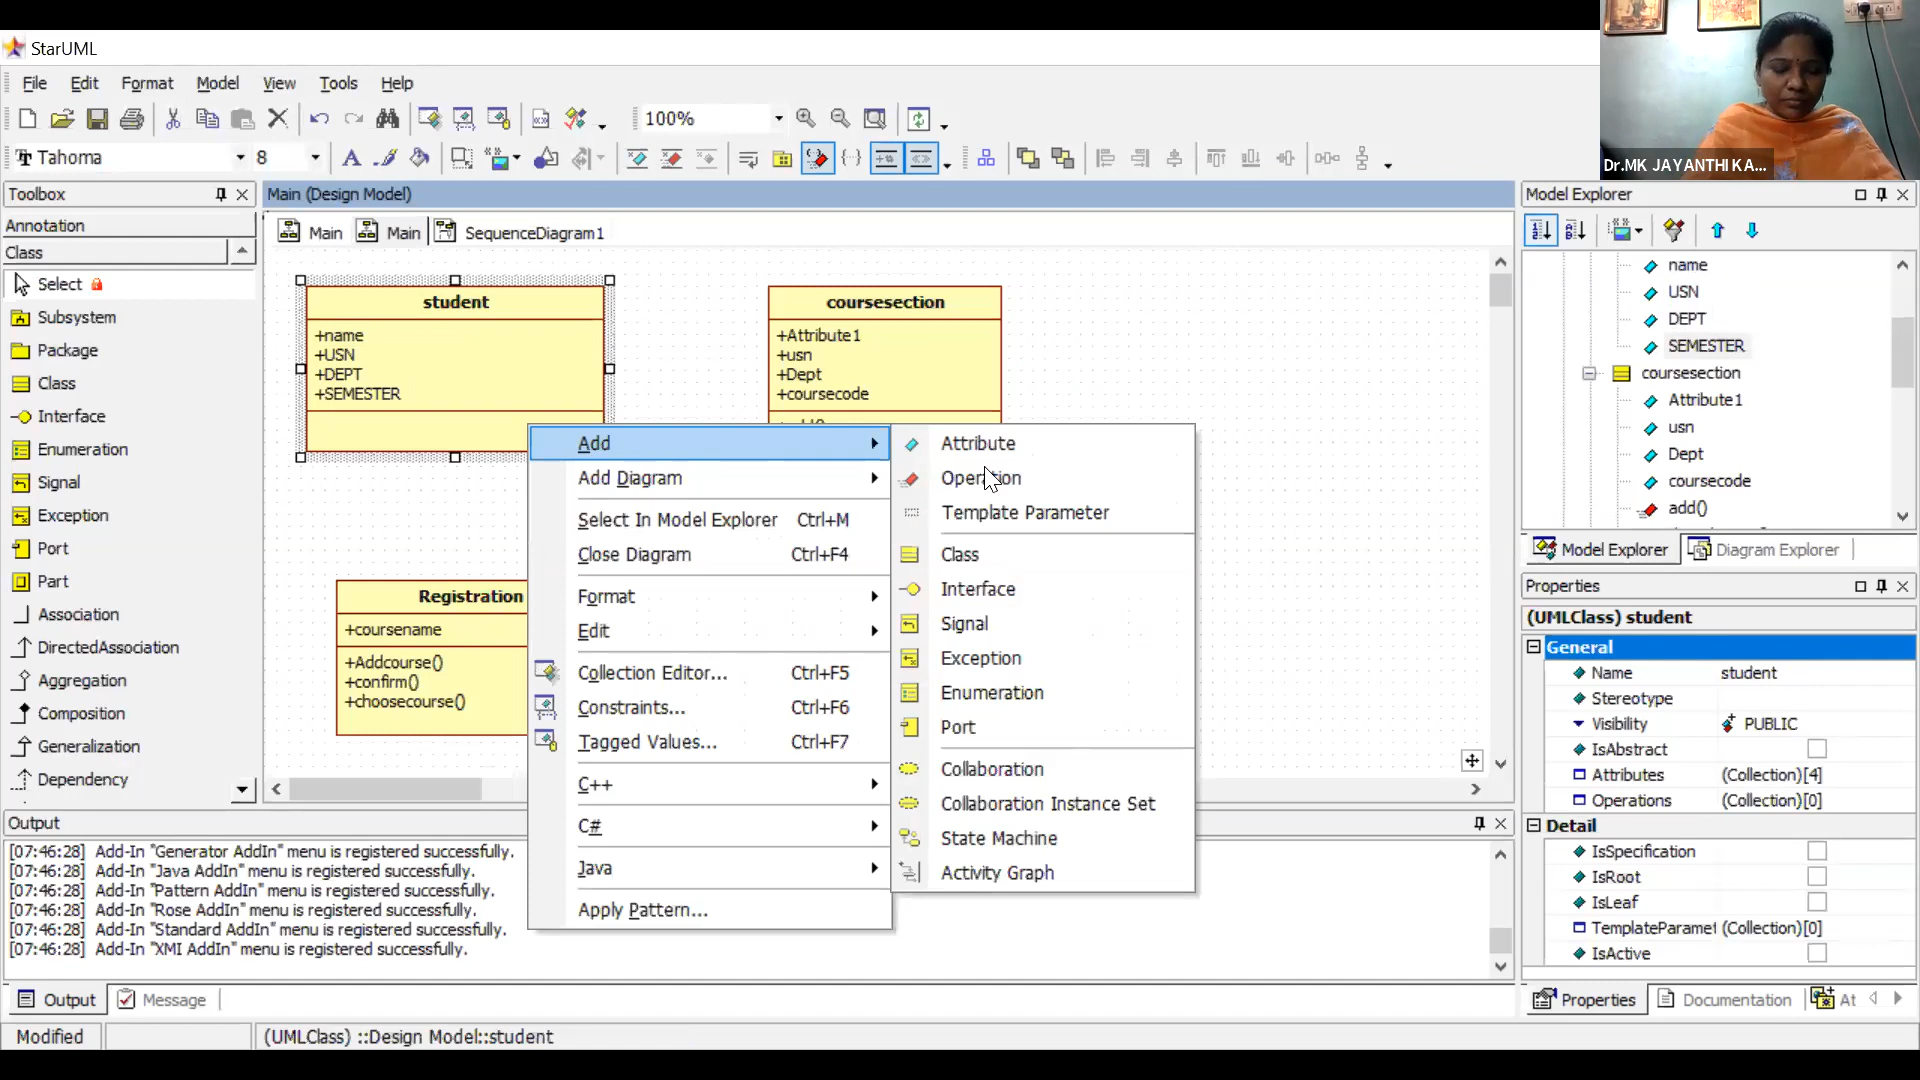 StarUML
File Edit Format Model View Tools Help
100%
Tahoma 8
Dr.MK JAYANTHI KA...
Toolbox
Annotation
Class
Select
Subsystem
Package
Class
Interface
Enumeration
Signal
Exception
Port
Part
Association
DirectedAssociation
Aggregation
Composition
Generalization
Dependency
Main (Design Model)
Main Main SequenceDiagram1
student
+name
+USN
+DEPT
+SEMESTER
coursesection
+Attribute1
+usn
+Dept
+coursecode
Registration
+coursename
+Addcourse()
+confirm()
+choosecourse()
Add
Add Diagram
Select In Model Explorer Ctrl+M
Close Diagram Ctrl+F4
Format
Edit
Collection Editor... Ctrl+F5
Constraints... Ctrl+F6
Tagged Values... Ctrl+F7
C++
C#
Java
Apply Pattern...
Attribute
Operation
Template Parameter
Class
Interface
Signal
Exception
Enumeration
Port
Collaboration
Collaboration Instance Set
State Machine
Activity Graph
Model Explorer
name
USN
DEPT
SEMESTER
coursesection
Attribute1
usn
Dept
coursecode
add()
Model Explorer Diagram Explorer
Properties
(UMLClass) student
General
Name student
Stereotype
Visibility PUBLIC
IsAbstract
Attributes (Collection)[4]
Operations (Collection)[0]
Detail
IsSpecification
IsRoot
IsLeaf
TemplateParamet (Collection)[0]
IsActive
Properties Documentation At
Output
[07:46:28] Add-In "Generator AddIn" menu is registered successfully.
[07:46:28] Add-In "Java AddIn" menu is registered successfully.
[07:46:28] Add-In "Pattern AddIn" menu is registered successfully.
[07:46:28] Add-In "Rose AddIn" menu is registered successfully.
[07:46:28] Add-In "Standard AddIn" menu is registered successfully.
[07:46:28] Add-In "XMI AddIn" menu is registered successfully.
Output Message
Modified (UMLClass) ::Design Model::student